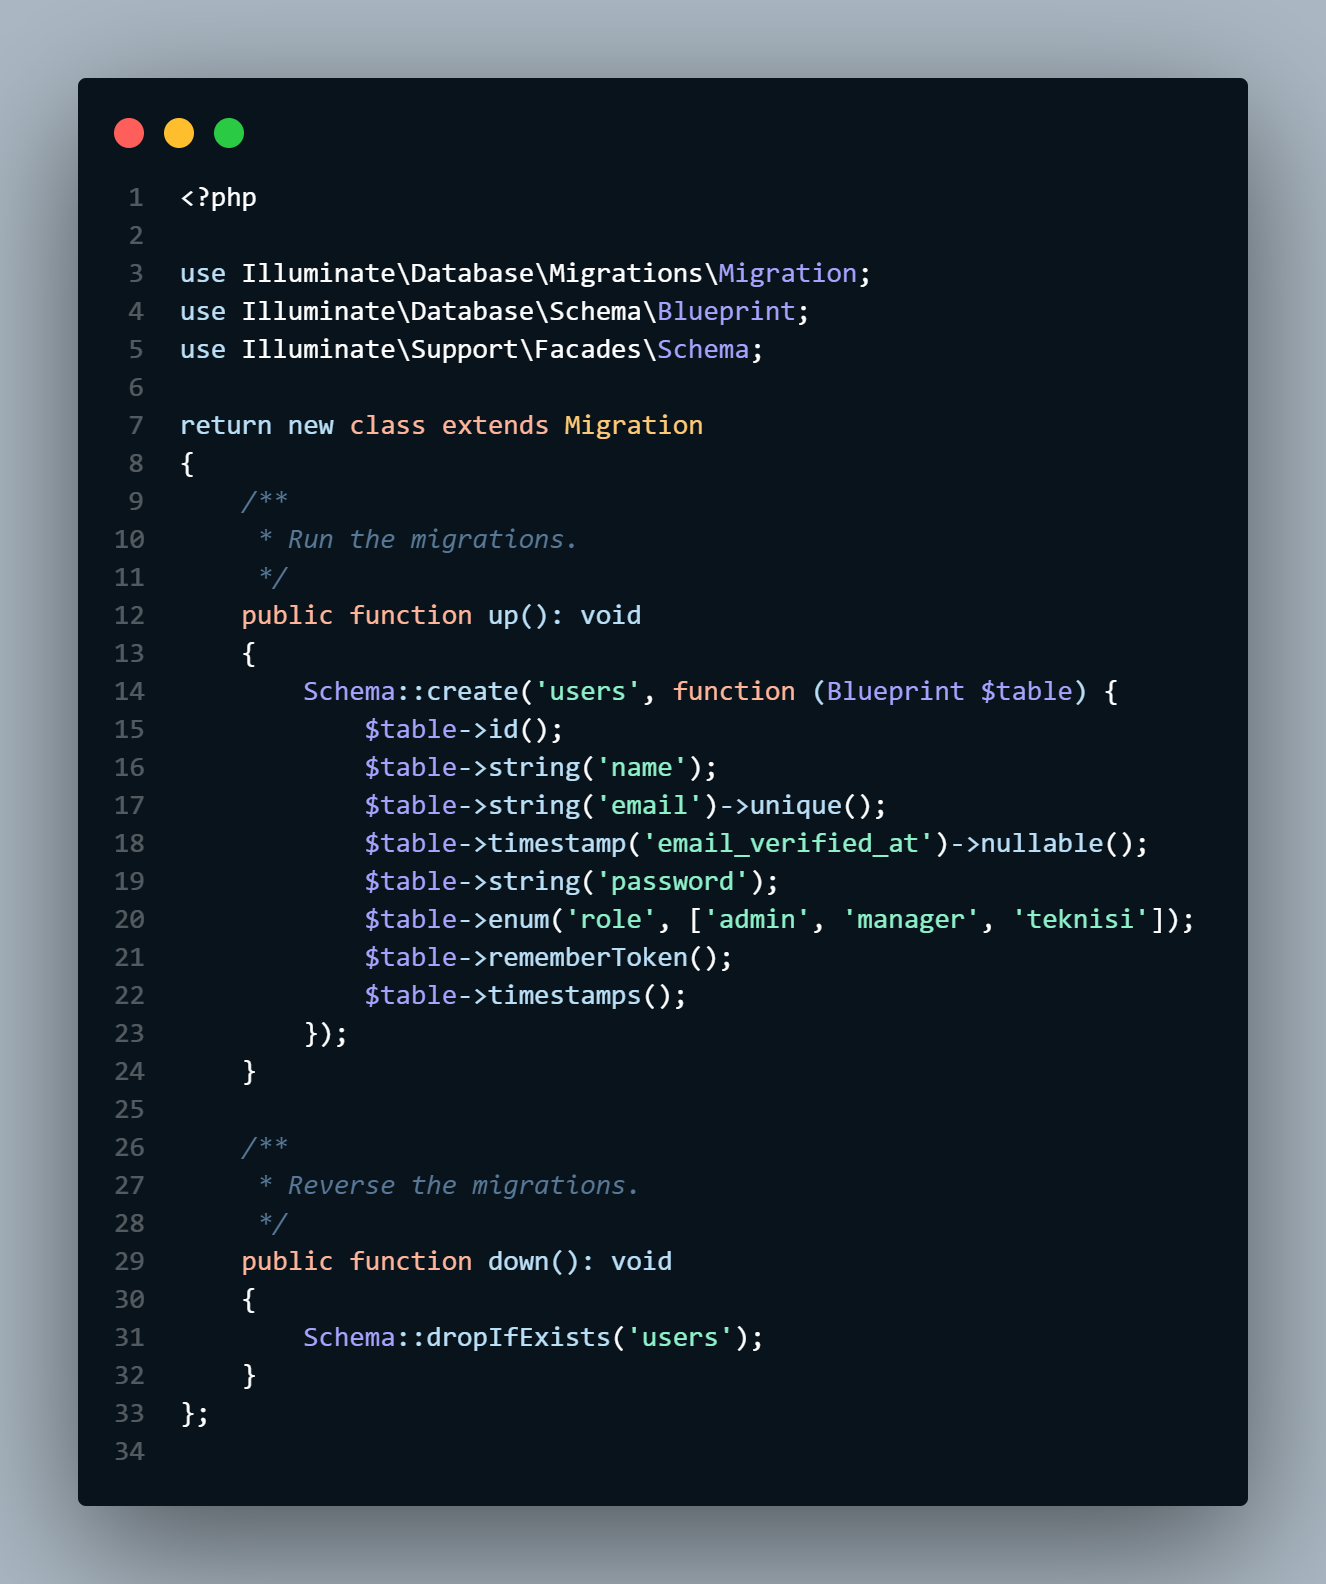 1 <?php
2
3 use Illuminate\Database\Migrations\Migration;
4 use Illuminate\Database\Schema\Blueprint;
5 use Illuminate\Support\Facades\Schema;
6
7 return new class extends Migration
8 {
9     /**
10      * Run the migrations.
11      */
12     public function up(): void
13     {
14         Schema::create('users', function (Blueprint $table) {
15             $table->id();
16             $table->string('name');
17             $table->string('email')->unique();
18             $table->timestamp('email_verified_at')->nullable();
19             $table->string('password');
20             $table->enum('role', ['admin', 'manager', 'teknisi']);
21             $table->rememberToken();
22             $table->timestamps();
23         });
24     }
25
26     /**
27      * Reverse the migrations.
28      */
29     public function down(): void
30     {
31         Schema::dropIfExists('users');
32     }
33 };
34